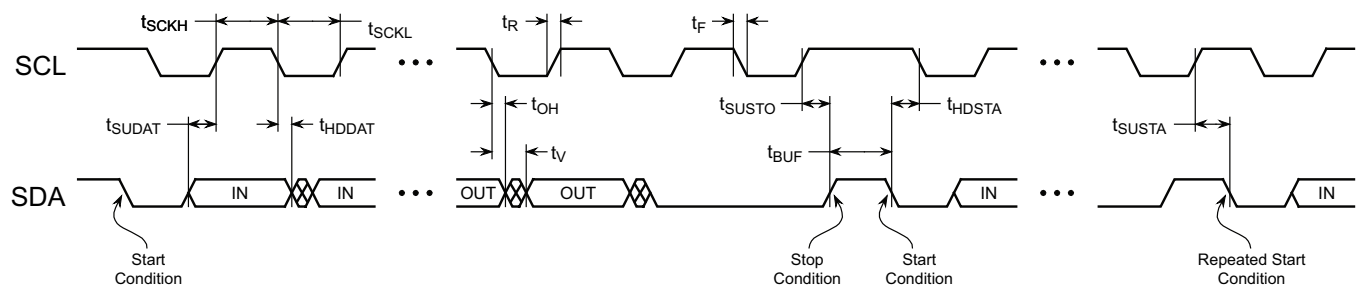 tSCKH
tSCKL
tR
tF
SCL
•••
•••
tSUDAT
tHDDAT
tOH
tV
tSUSTO
tHDSTA
tBUF
tSUSTA
SDA
IN
IN
•••
OUT
OUT
IN
•••
IN
Start
Condition
Stop
Condition
Start
Condition
Repeated Start
Condition